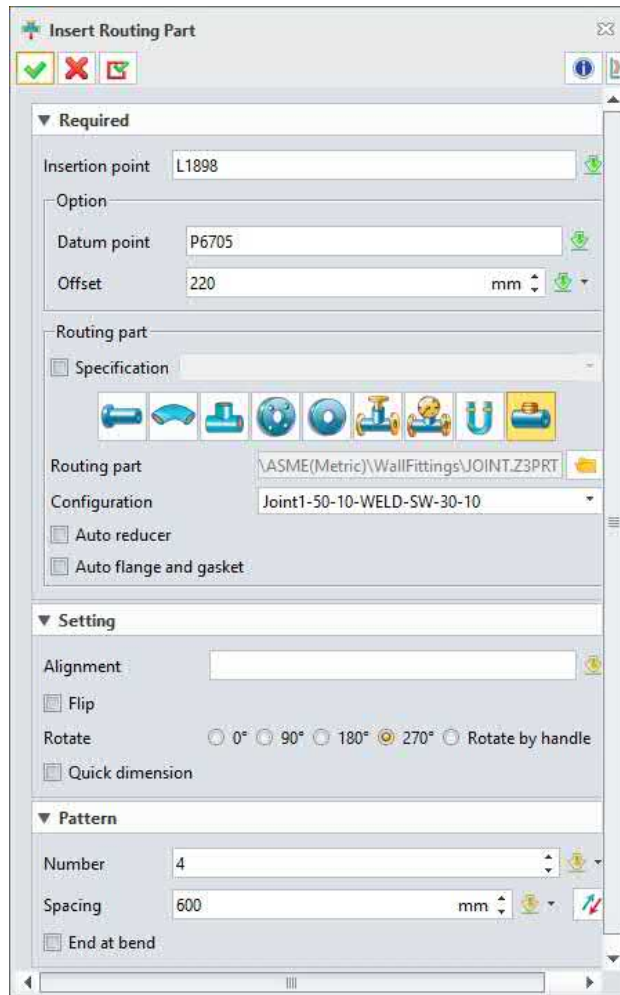 Insert Routing Part
Required
Insertion point L1898
Option
Datum point P6705
Offset 220 mm
Routing part
Specification
Routing part \ASME(Metric)\WallFittings\JOINT.Z3PRT
Configuration Joint1-50-10-WELD-SW-30-10
Auto reducer
Auto flange and gasket
Setting
Alignment
Flip
Rotate 0° 90° 180° 270° Rotate by handle
Quick dimension
Pattern
Number 4
Spacing 600 mm
End at bend